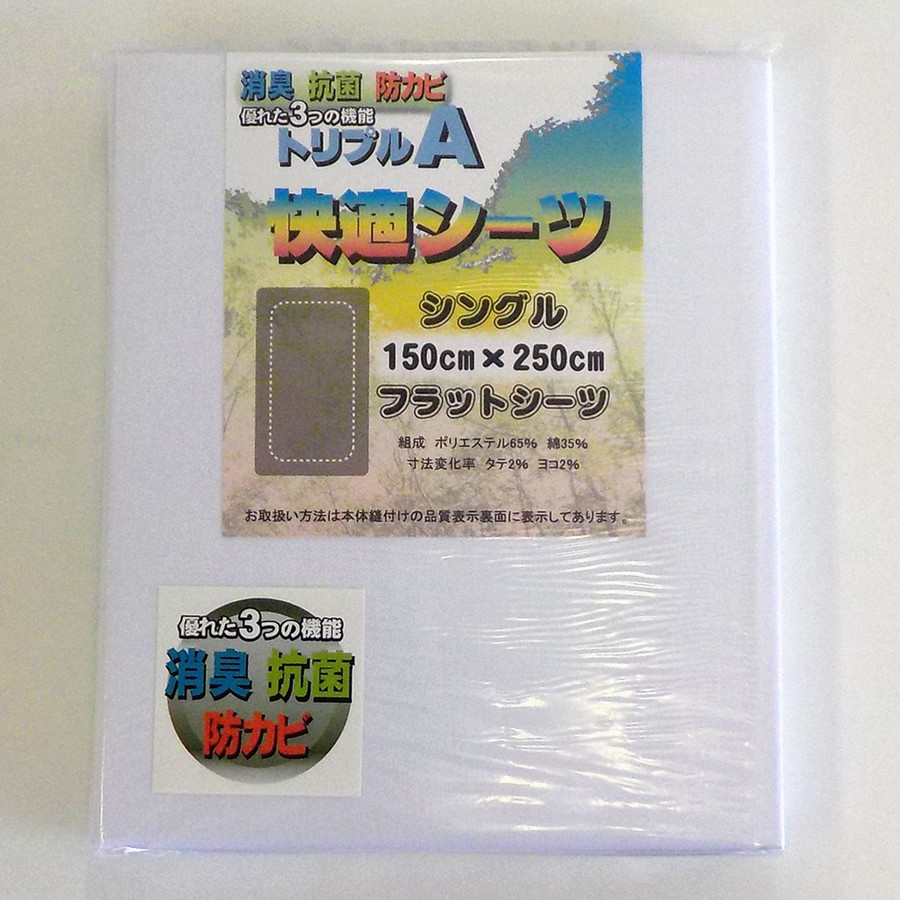 消臭 抗菌 防カビ
優れた3つの機能
トリプルA
快適シーツ
シングル
150cm×250cm
フラットシーツ
組成 ポリエステル65% 綿35%
寸法変化率 タテ2% ヨコ2%
お取扱い方法は本体縫付けの品質表示裏面に表示してあります。
優れた3つの機能
消臭 抗菌
防カビ